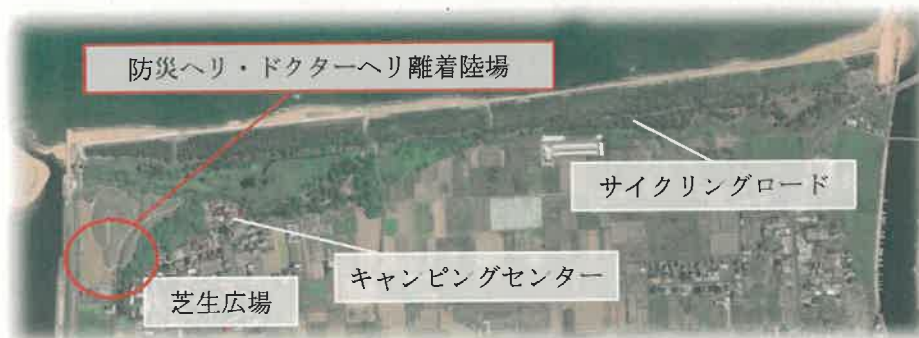 防災ヘリ・ドクターヘリ離着陸場
サイクリングロード
キャンピングセンター
芝生広場